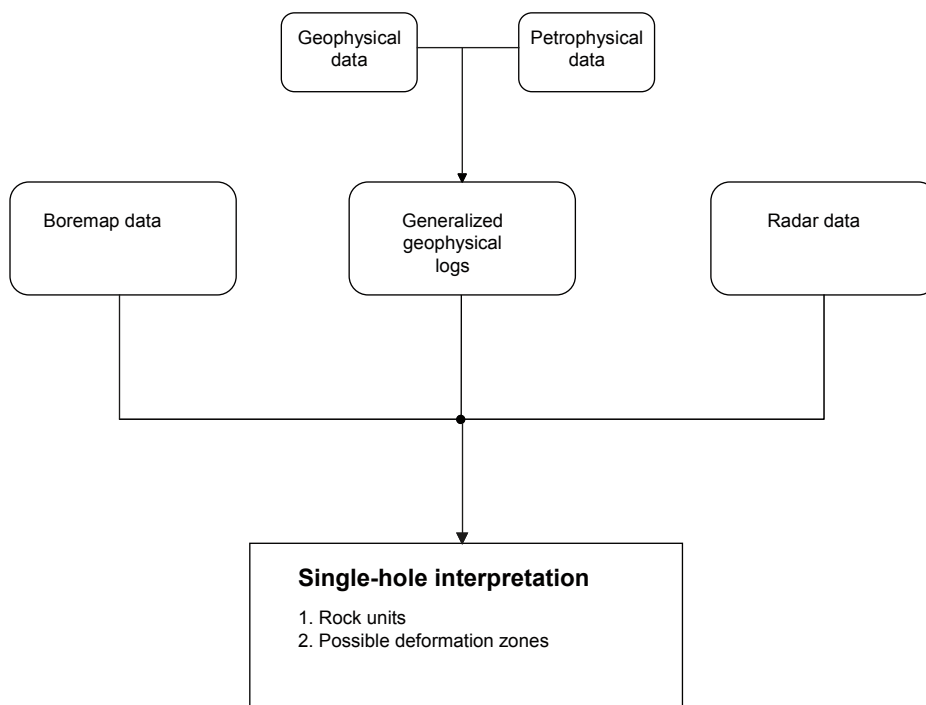 Geophysical
data
Petrophysical
data
Boremap data
Generalized
geophysical
logs
Radar data
Single-hole interpretation
1. Rock units
2. Possible deformation zones